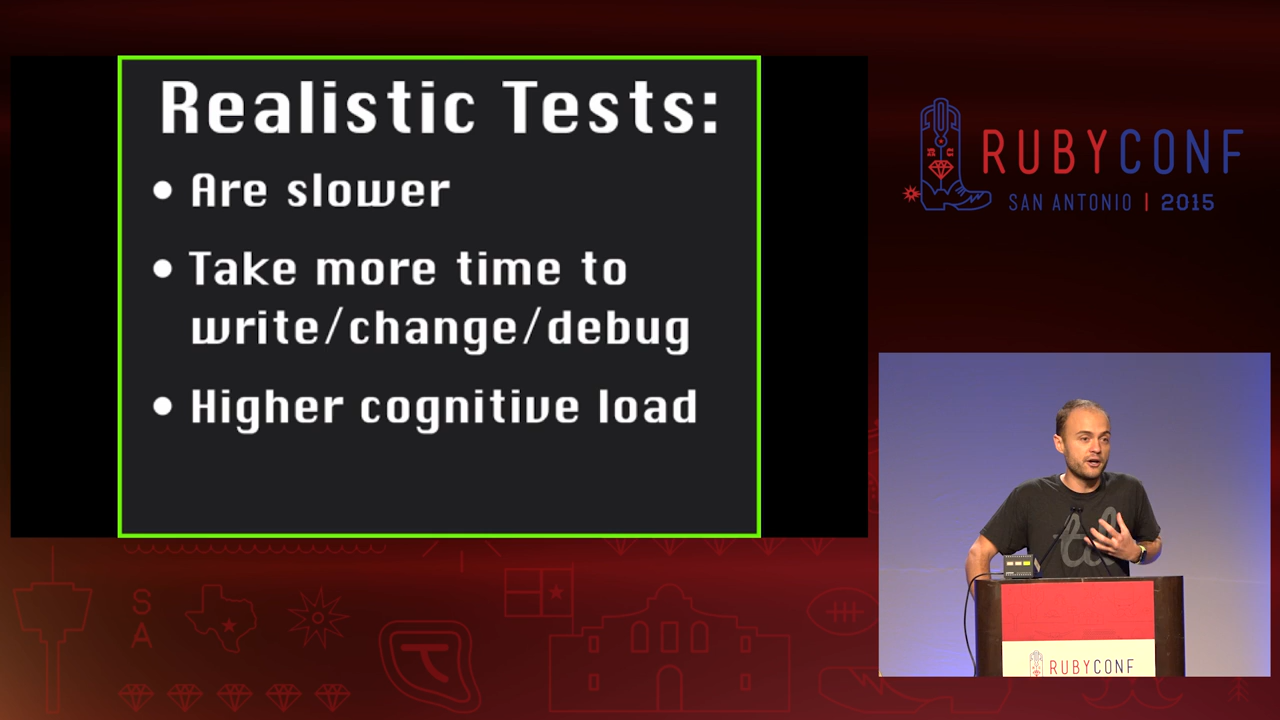 Realistic Tests:
• Are slower
• Take more time to
write/change/debug
• Higher cognitive load
RUBYCONF
SAN ANTONIO | 2015
S
A
RUBYCONF